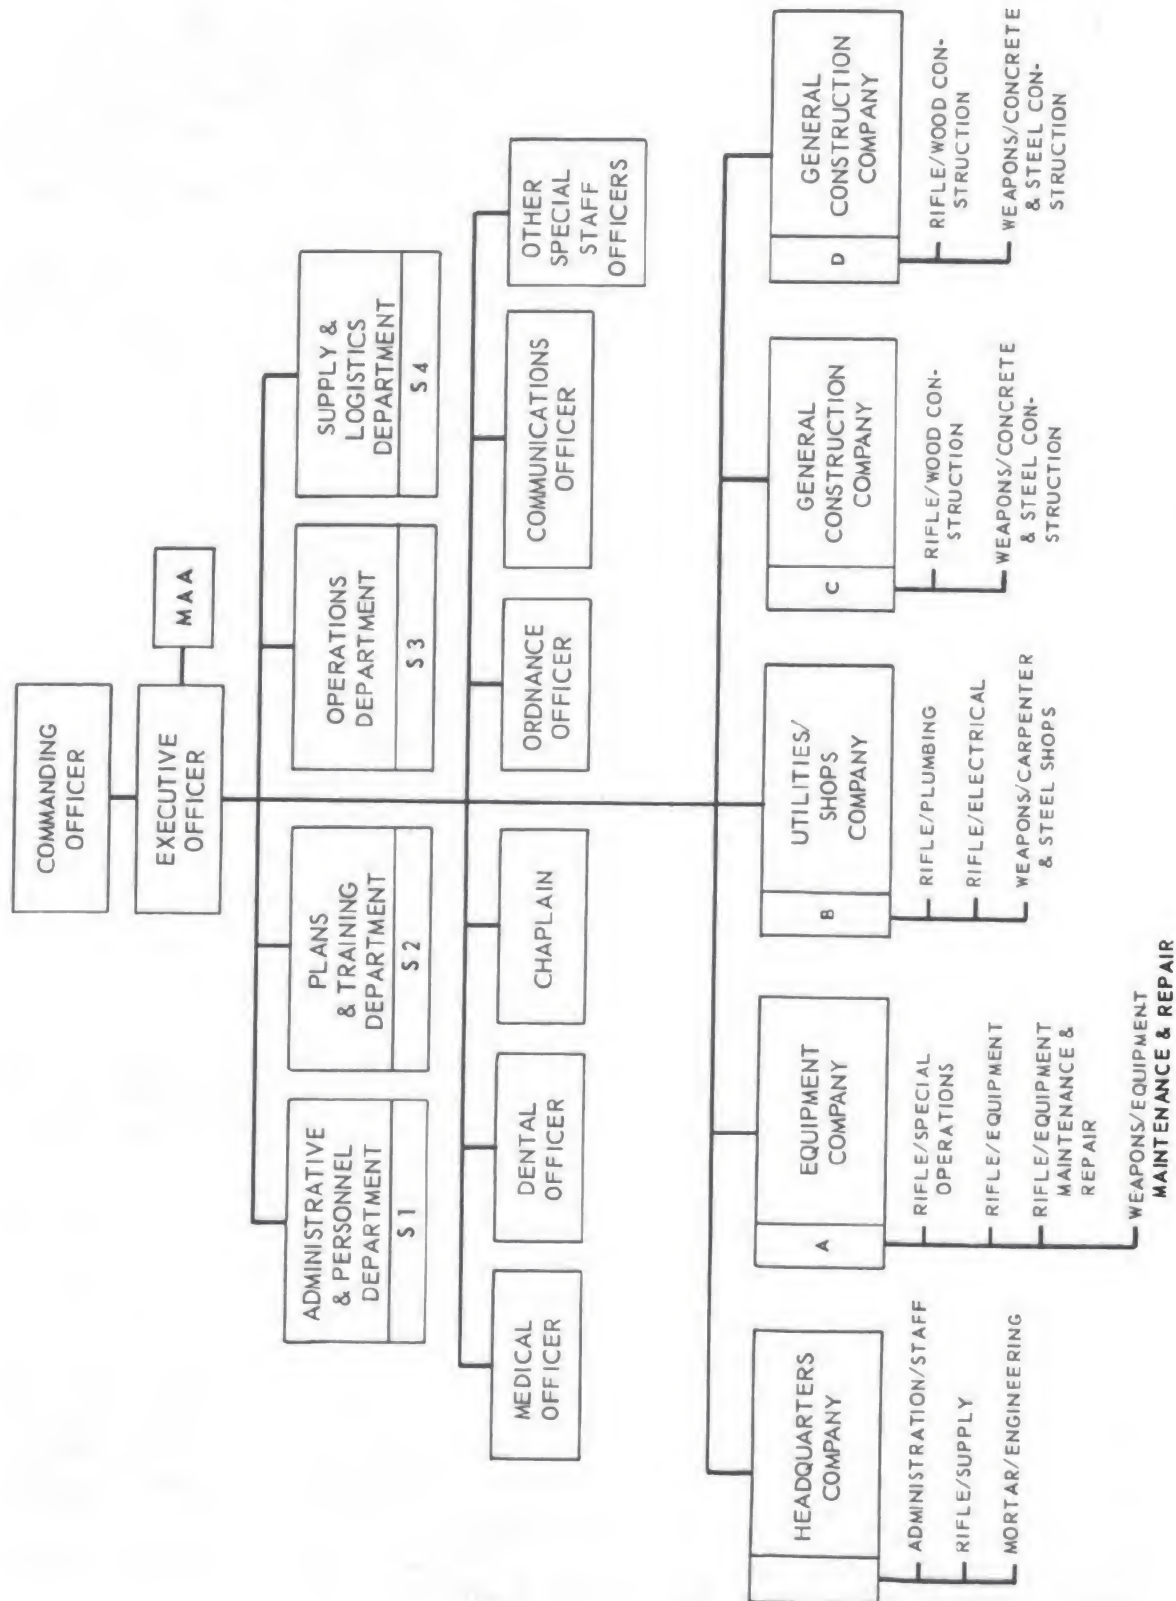 COMMANDING
OFFICER
EXECUTIVE
OFFICER
MAA
ADMINISTRATIVE
& PERSONNEL
DEPARTMENT
S 1
PLANS
& TRAINING
DEPARTMENT
S 2
OPERATIONS
DEPARTMENT
S 3
SUPPLY &
LOGISTICS
DEPARTMENT
S 4
MEDICAL
OFFICER
DENTAL
OFFICER
CHAPLAIN
ORDNANCE
OFFICER
COMMUNICATIONS
OFFICER
OTHER
SPECIAL
STAFF
OFFICERS
HEADQUARTERS
COMPANY
ADMINISTRATION/STAFF
RIFLE/SUPPLY
MORTAR/ENGINEERING
A
EQUIPMENT
COMPANY
RIFLE/SPECIAL
OPERATIONS
RIFLE/EQUIPMENT
RIFLE/EQUIPMENT
MAINTENANCE &
REPAIR
WEAPONS/EQUIPMENT
MAINTENANCE & REPAIR
B
UTILITIES/
SHOPS
COMPANY
RIFLE/PLUMBING
RIFLE/ELECTRICAL
WEAPONS/CARPENTER
& STEEL SHOPS
C
GENERAL
CONSTRUCTION
COMPANY
RIFLE/WOOD CON-
STRUCTION
WEAPONS/CONCRETE
& STEEL CON-
STRUCTION
D
GENERAL
CONSTRUCTION
COMPANY
RIFLE/WOOD CON-
STRUCTION
WEAPONS/CONCRETE
& STEEL CON-
STRUCTION